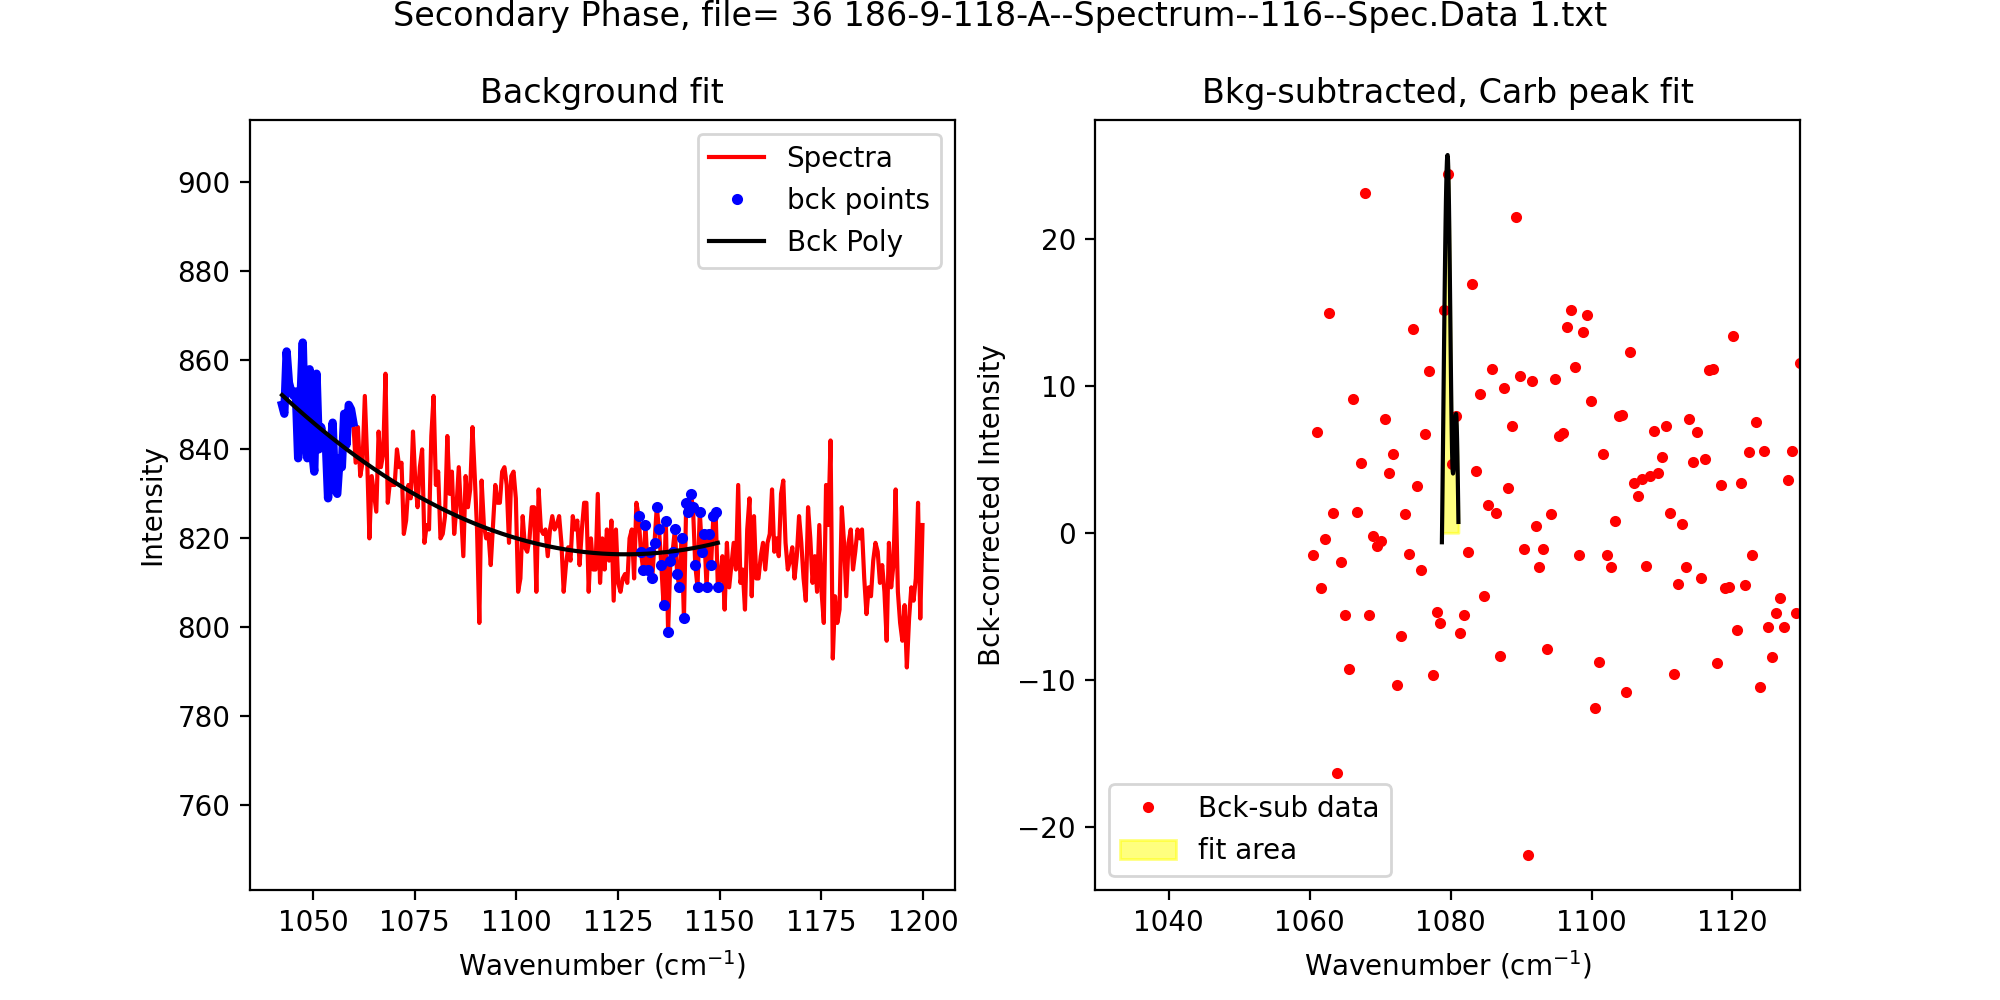 Secondary Phase, file= 36 186-9-118-A--Spectrum--116--Spec.Data 1.txt
Background fit
Intensity
900
880
860
840
820
800
780
760
1050 1075 1100 1125 1150 1175 1200
Wavenumber (cm⁻¹)
Spectra
bck points
Bck Poly
Bkg-subtracted, Carb peak fit
Bck-corrected Intensity
20
10
0
−10
−20
1040 1060 1080 1100 1120
Wavenumber (cm⁻¹)
Bck-sub data
fit area